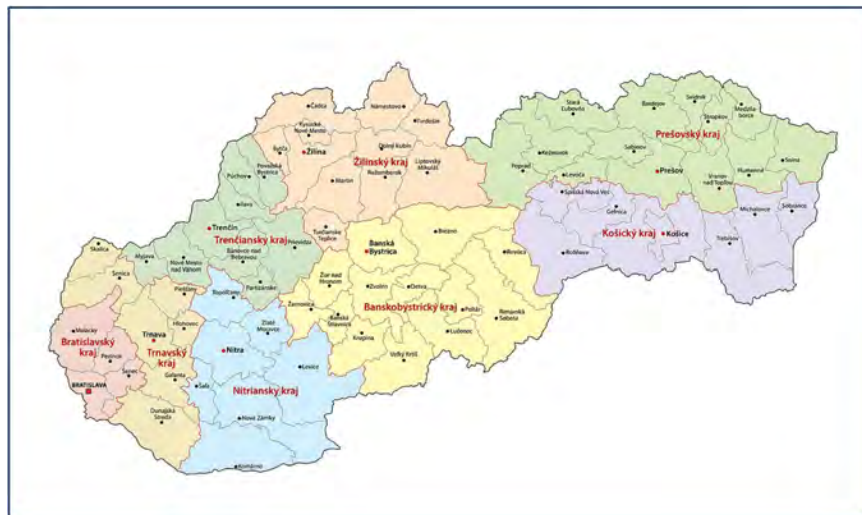 Čadca
Námestovo
Tvrdošín
Kysucké
Nové Mesto
Bytča
Žilina
Dolný Kubín
Žilinský kraj
Martin
Ružomberok
Liptovský
Mikuláš
Turčianske
Teplice
Stará
Ľubovňa
Bardejov
Svidník
Stropkov
Medzila-
borce
Prešovský kraj
Kežmarok
Sabinov
Poprad
Levoča
Prešov
Vranov
nad Topľou
Humenné
Snina
Spišská Nová Ves
Gelnica
Košický kraj
Košice
Rožňava
Michalovce
Sobrance
Trebišov
Púchov
Považská
Bystrica
Ilava
Trenčín
Trenčiansky kraj
Prievidza
Myjava
Nové Mesto
nad Váhom
Bánovce nad
Bebravou
Partizánske
Banská
Bystrica
Brezno
Revúca
Žiar nad
Hronom
Zvolen
Detva
Žarnovica
Banskobystrický kraj
Banská
Štiavnica
Poltár
Rimavská
Sobota
Krupina
Lučenec
Veľký Krtíš
Skalica
Senica
Piešťany
Hlohovec
Trnava
Trnavský
kraj
Galanta
Dunajská
Streda
Malacky
Bratislavský
kraj
Pezinok
Senec
BRATISLAVA
Topoľčany
Zlaté
Moravce
Nitra
Levice
Šaľa
Nitriansky kraj
Nové Zámky
Komárno